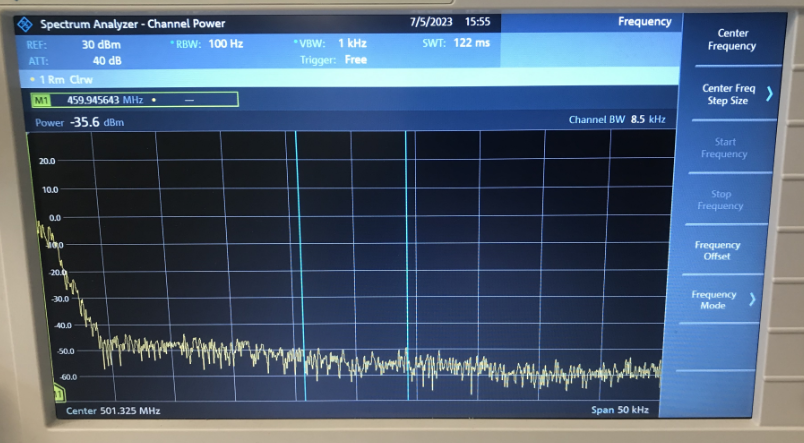 Spectrum Analyzer - Channel Power 7/5/2023 15:55 Frequency
REF: 30 dBm * RBW: 100 Hz * VBW: 1 kHz SWT: 122 ms
ATT: 40 dB Trigger: Free
• 1 Rm Clrw
M1 459.945643 MHz • ---
Power -35.6 dBm Channel BW 8.5 kHz
20.0
10.0
0.0
-10.0
-20.0
-30.0
-40.0
-50.0
-60.0
Center 501.325 MHz Span 50 kHz
Center
Frequency
Center Freq
Step Size
Start
Frequency
Stop
Frequency
Frequency
Offset
Frequency
Mode